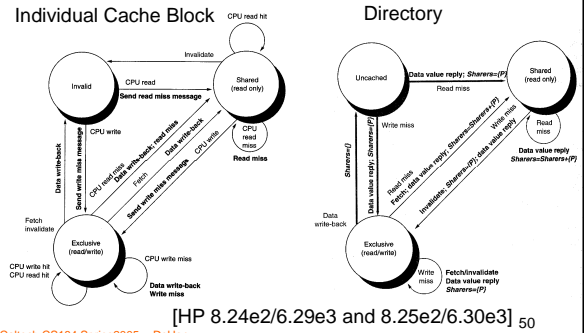 Individual Cache Block
Directory
CPU read hit
Invalidate
Invalid
CPU read
Send read miss message
Shared
(read only)
CPU write
CPU
read
miss
Read miss
Data write-back
Send write miss message
CPU read miss
Data write-back; read miss
Fetch
Data write-back
CPU write
Send write miss message
Fetch
invalidate
Exclusive
(read/write)
CPU write hit
CPU read hit
CPU write miss
Data write-back
Write miss
Uncached
Data value reply; Sharers={P}
Read miss
Shared
(read only)
Write miss
Read
miss
Data value reply
Sharers=Sharers+{P}
Sharers={}
Data value reply; Sharers={P}
Read miss
Fetch; data value reply; Sharers=Sharers+{P}
Write miss
Invalidate; Sharers={P}; data value reply
Data
write-back
Exclusive
(read/write)
Write
miss
Fetch/invalidate
Data value reply
Sharers={P}
[HP 8.24e2/6.29e3 and 8.25e2/6.30e3]
50